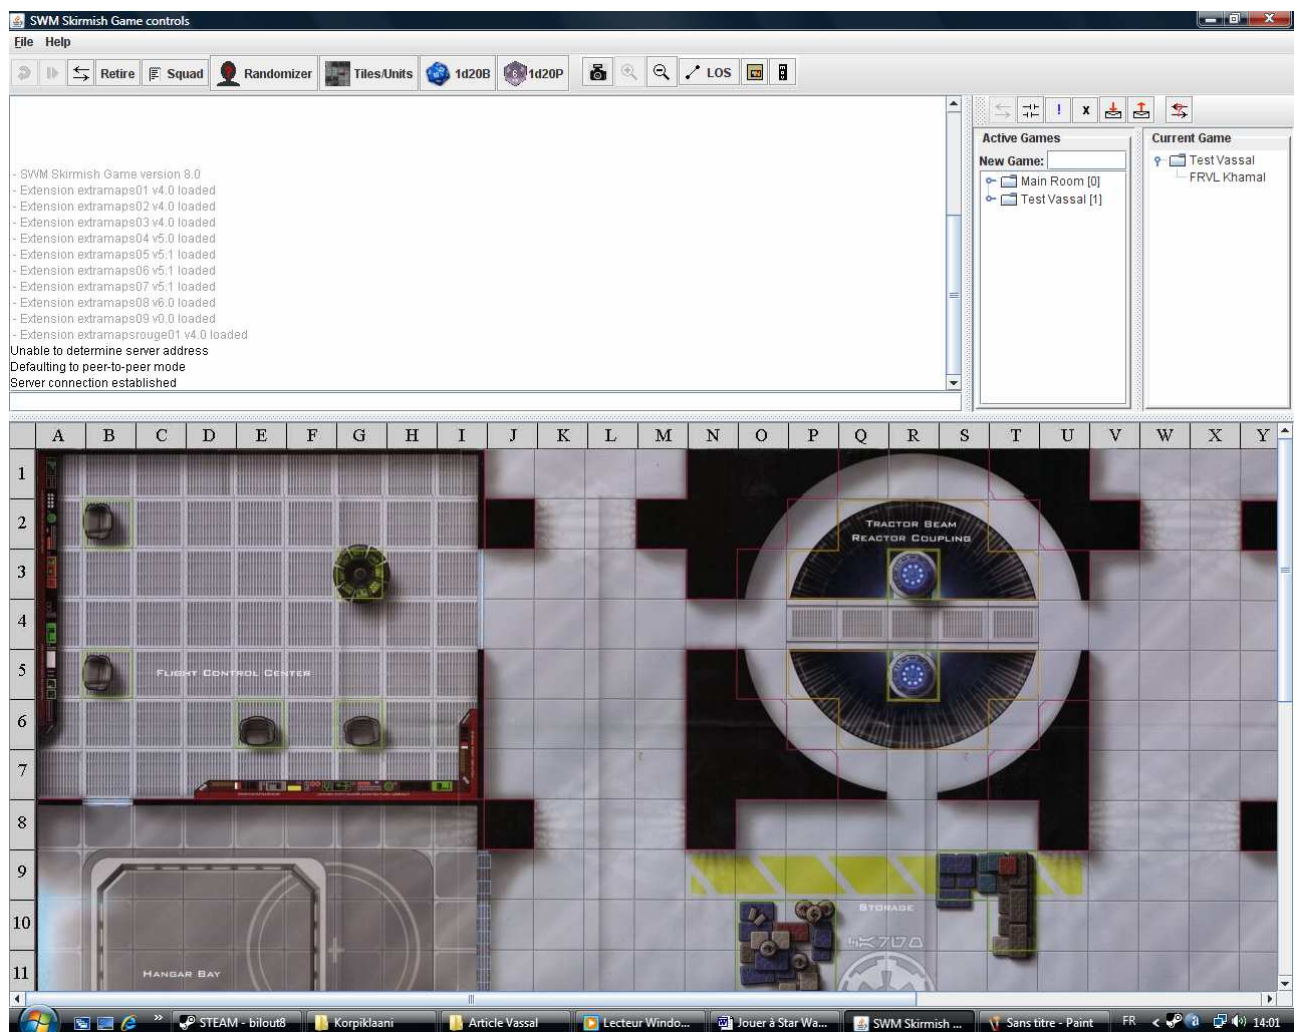 SWM Skirmish Game controls
File Help
Retire Squad Randomizer Tiles/Units 1d20B 6 1d20P LOS
- SWM Skirmish Game version 8.0
- Extension extramaps01 v4.0 loaded
- Extension extramaps02 v4.0 loaded
- Extension extramaps03 v4.0 loaded
- Extension extramaps04 v5.0 loaded
- Extension extramaps05 v5.1 loaded
- Extension extramaps06 v5.1 loaded
- Extension extramaps07 v5.1 loaded
- Extension extramaps08 v6.0 loaded
- Extension extramaps09 v0.0 loaded
- Extension extramapsrouge01 v4.0 loaded
Unable to determine server address
Defaulting to peer-to-peer mode
Server connection established
! x
Active Games
New Game:
Main Room [0]
Test Vassal [1]
Current Game
Test Vassal
FRVL Khamal
A B C D E F G H I J K L M N O P Q R S T U V W X Y
1
2
TRACTOR BEAM
REACTOR COUPLING
3
4
5
FLIGHT CONTROL CENTER
6
7
8
9
10
STORAGE
11
HANGAR BAY
STEAM - bilout8 Korpiklaani Article Vassal Lecteur Windo... Jouer à Star Wa... SWM Skirmish ... Sans titre - Paint FR 14:01